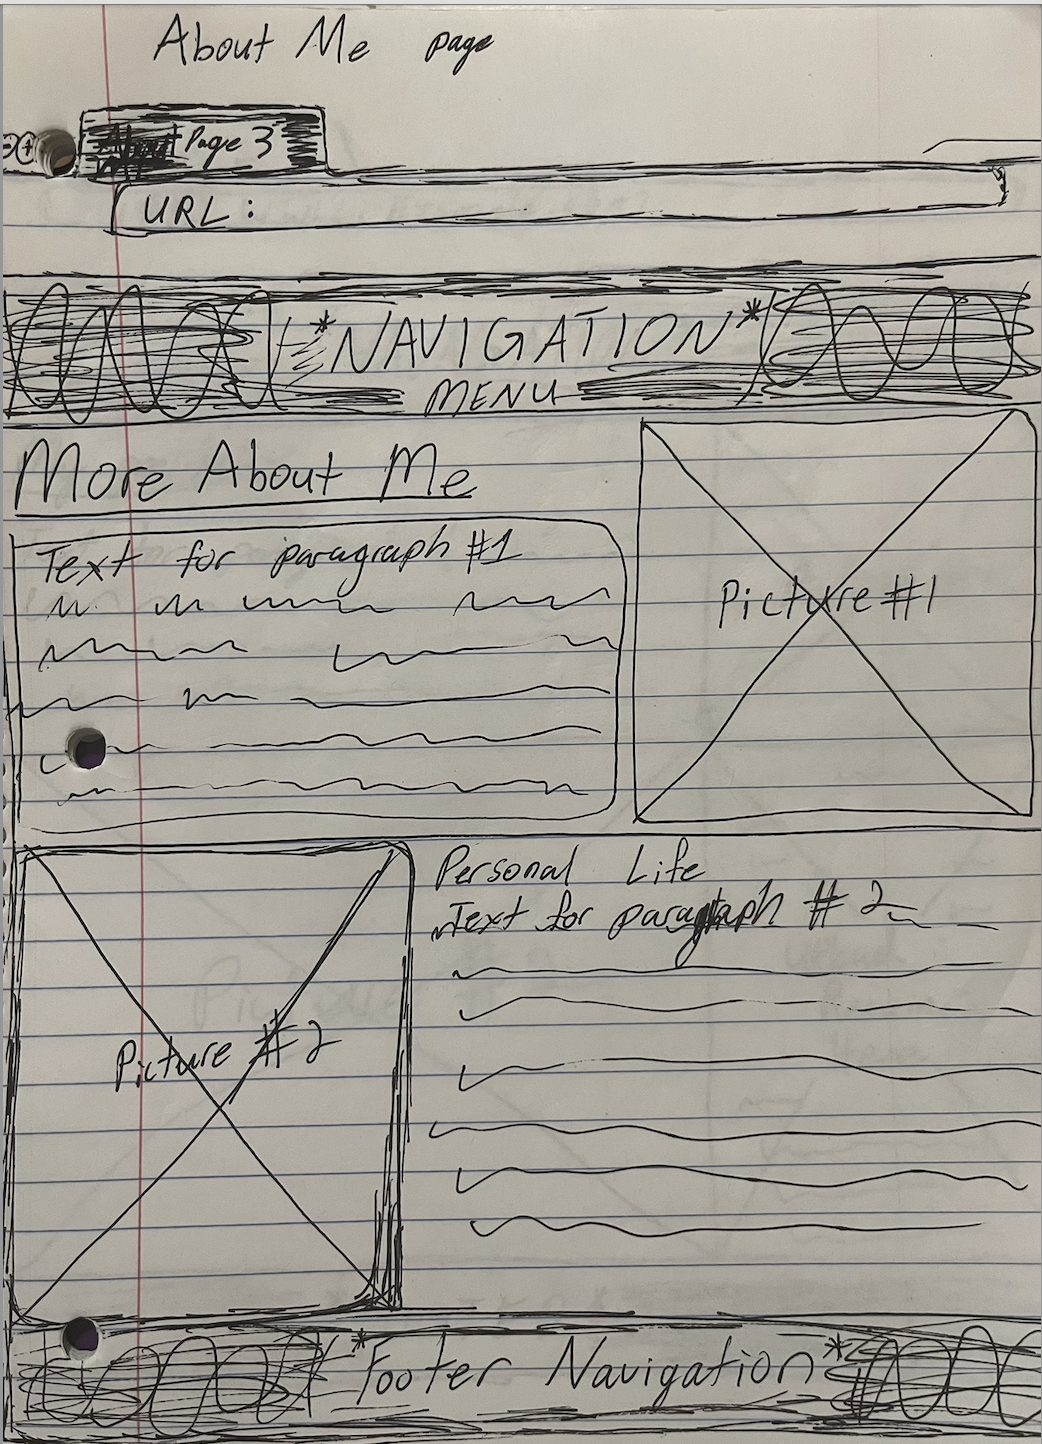 About Me page
Page 3
URL:
*NAVIGATION*
MENU
More About Me
Text for paragraph #1
Picture #1
Personal Life
Text for paragraph #2
Picture #2
*Footer Navigation*